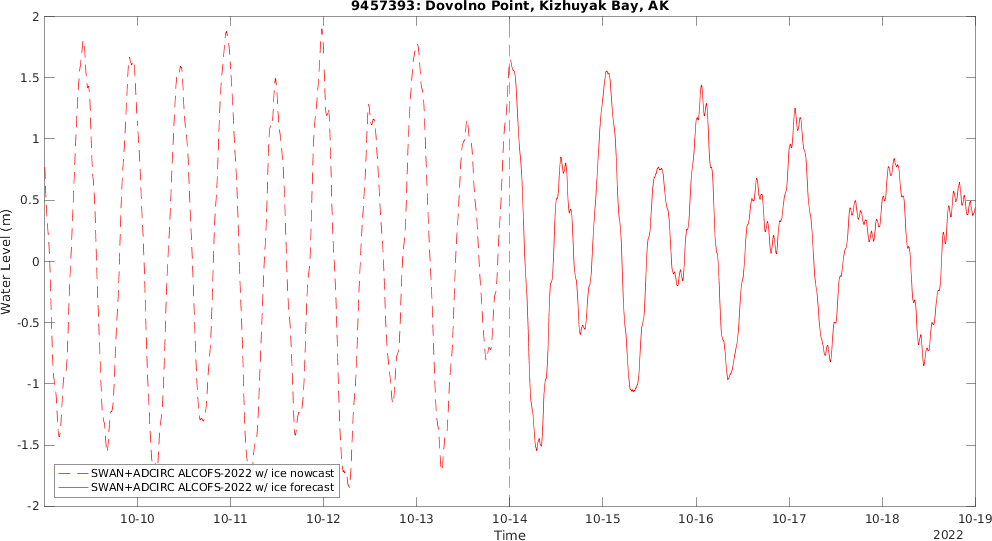 9457393: Dovolno Point, Kizhuyak Bay, AK
2
1.5
1
0.5
0
-0.5
-1
-1.5
-2
Water Level (m)
SWAN+ADCIRC ALCOFS-2022 w/ ice nowcast
SWAN+ADCIRC ALCOFS-2022 w/ ice forecast
10-10 10-11 10-12 10-13 10-14 10-15 10-16 10-17 10-18 10-19
Time
2022